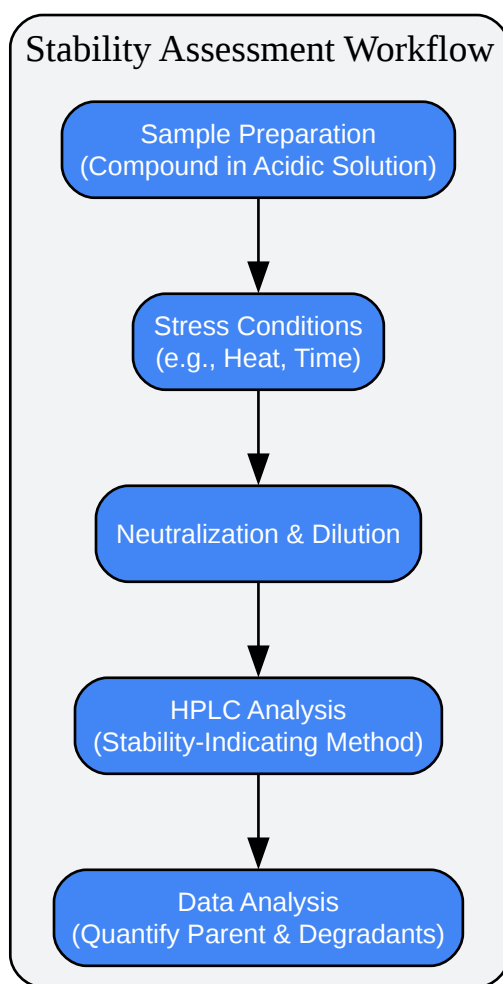 Stability Assessment Workflow
Sample Preparation
(Compound in Acidic Solution)
Stress Conditions
(e.g., Heat, Time)
Neutralization & Dilution
HPLC Analysis
(Stability-Indicating Method)
Data Analysis
(Quantify Parent & Degradants)